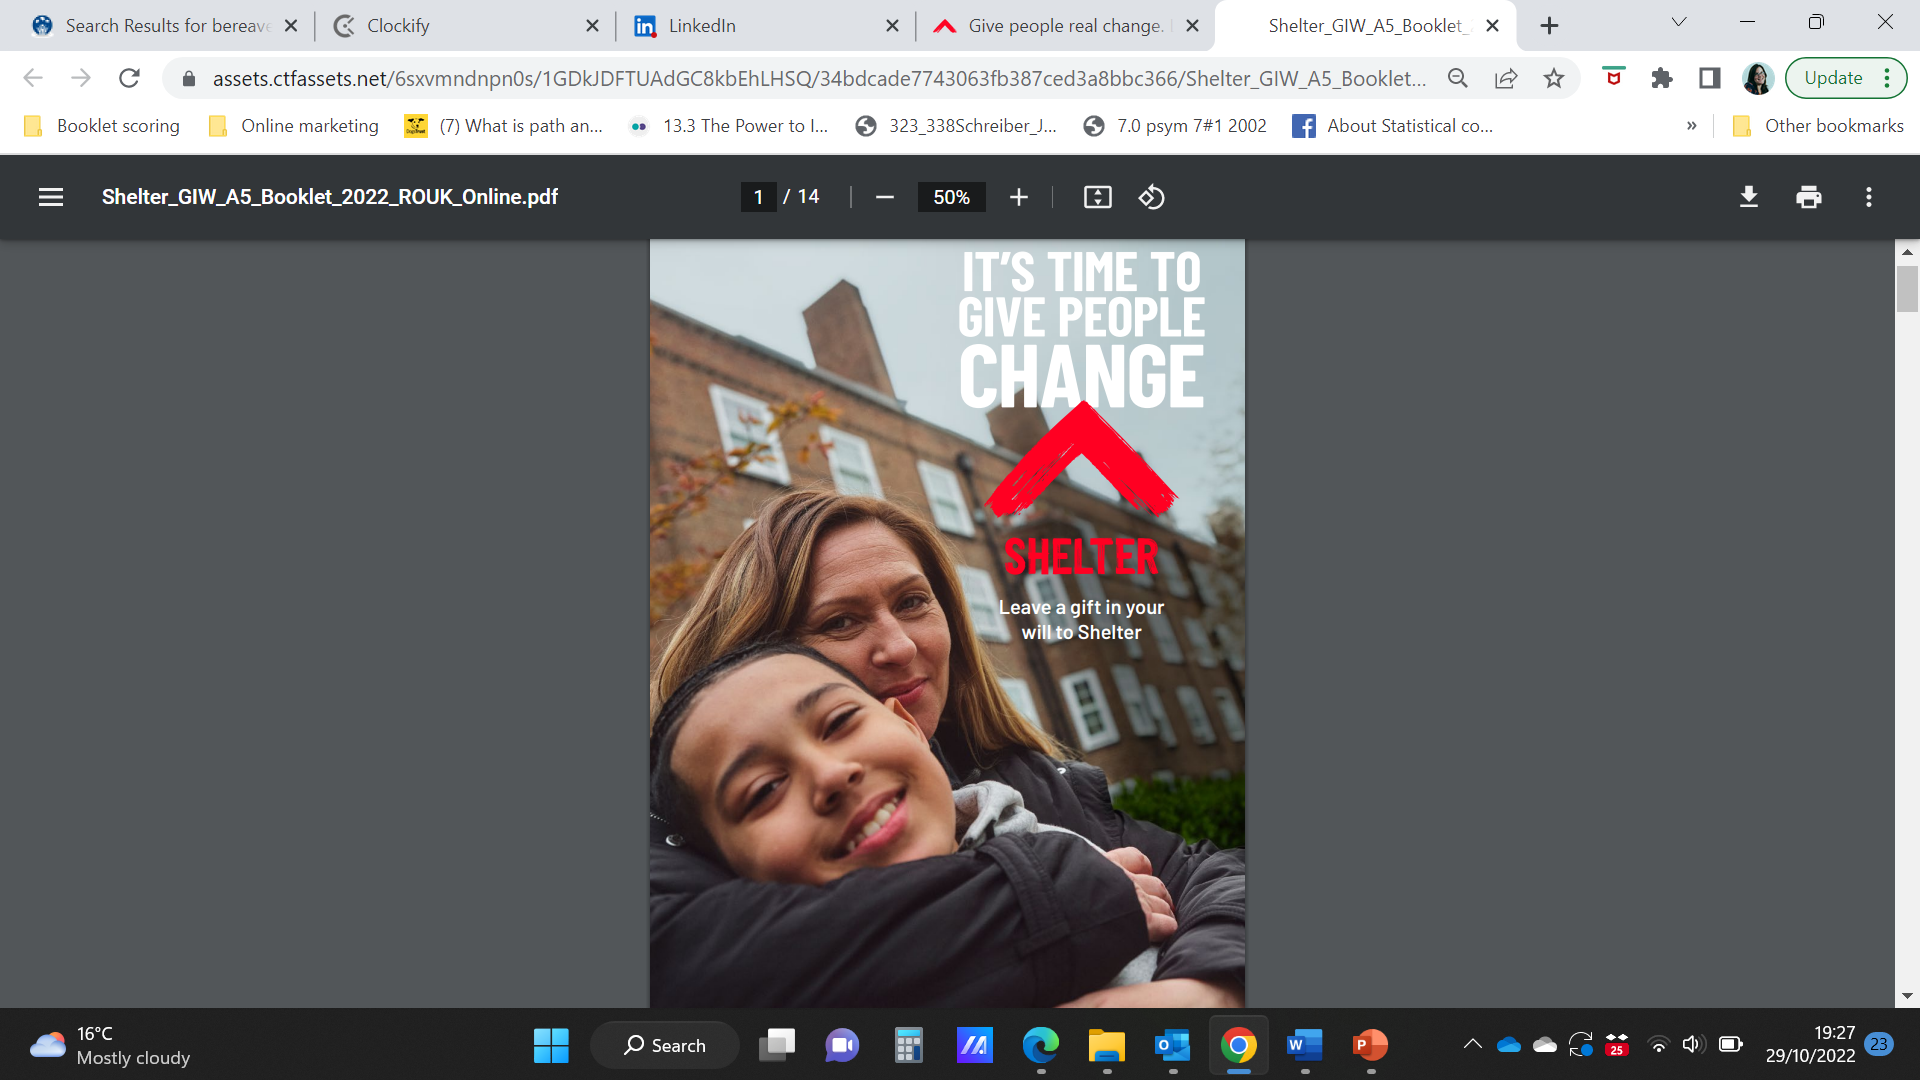 Search Results for bereave
Clockify
LinkedIn
Give people real change.
Shelter_GIW_A5_Booklet_
assets.ctfassets.net/6sxvmndnpn0s/1GDkJDFTUAdGC8kbEhLHSQ/34bdcade7743063fb387ced3a8bbc366/Shelter_GIW_A5_Booklet...
Update
Booklet scoring
Online marketing
(7) What is path an...
13.3 The Power to I...
323_338Schreiber_J...
7.0 psym 7#1 2002
About Statistical co...
»
Other bookmarks
Shelter_GIW_A5_Booklet_2022_ROUK_Online.pdf
1 / 14
50%
IT'S TIME TO
GIVE PEOPLE
CHANGE
SHELTER
Leave a gift in your
will to Shelter
16°C
Mostly cloudy
Search
25
19:27
29/10/2022
23